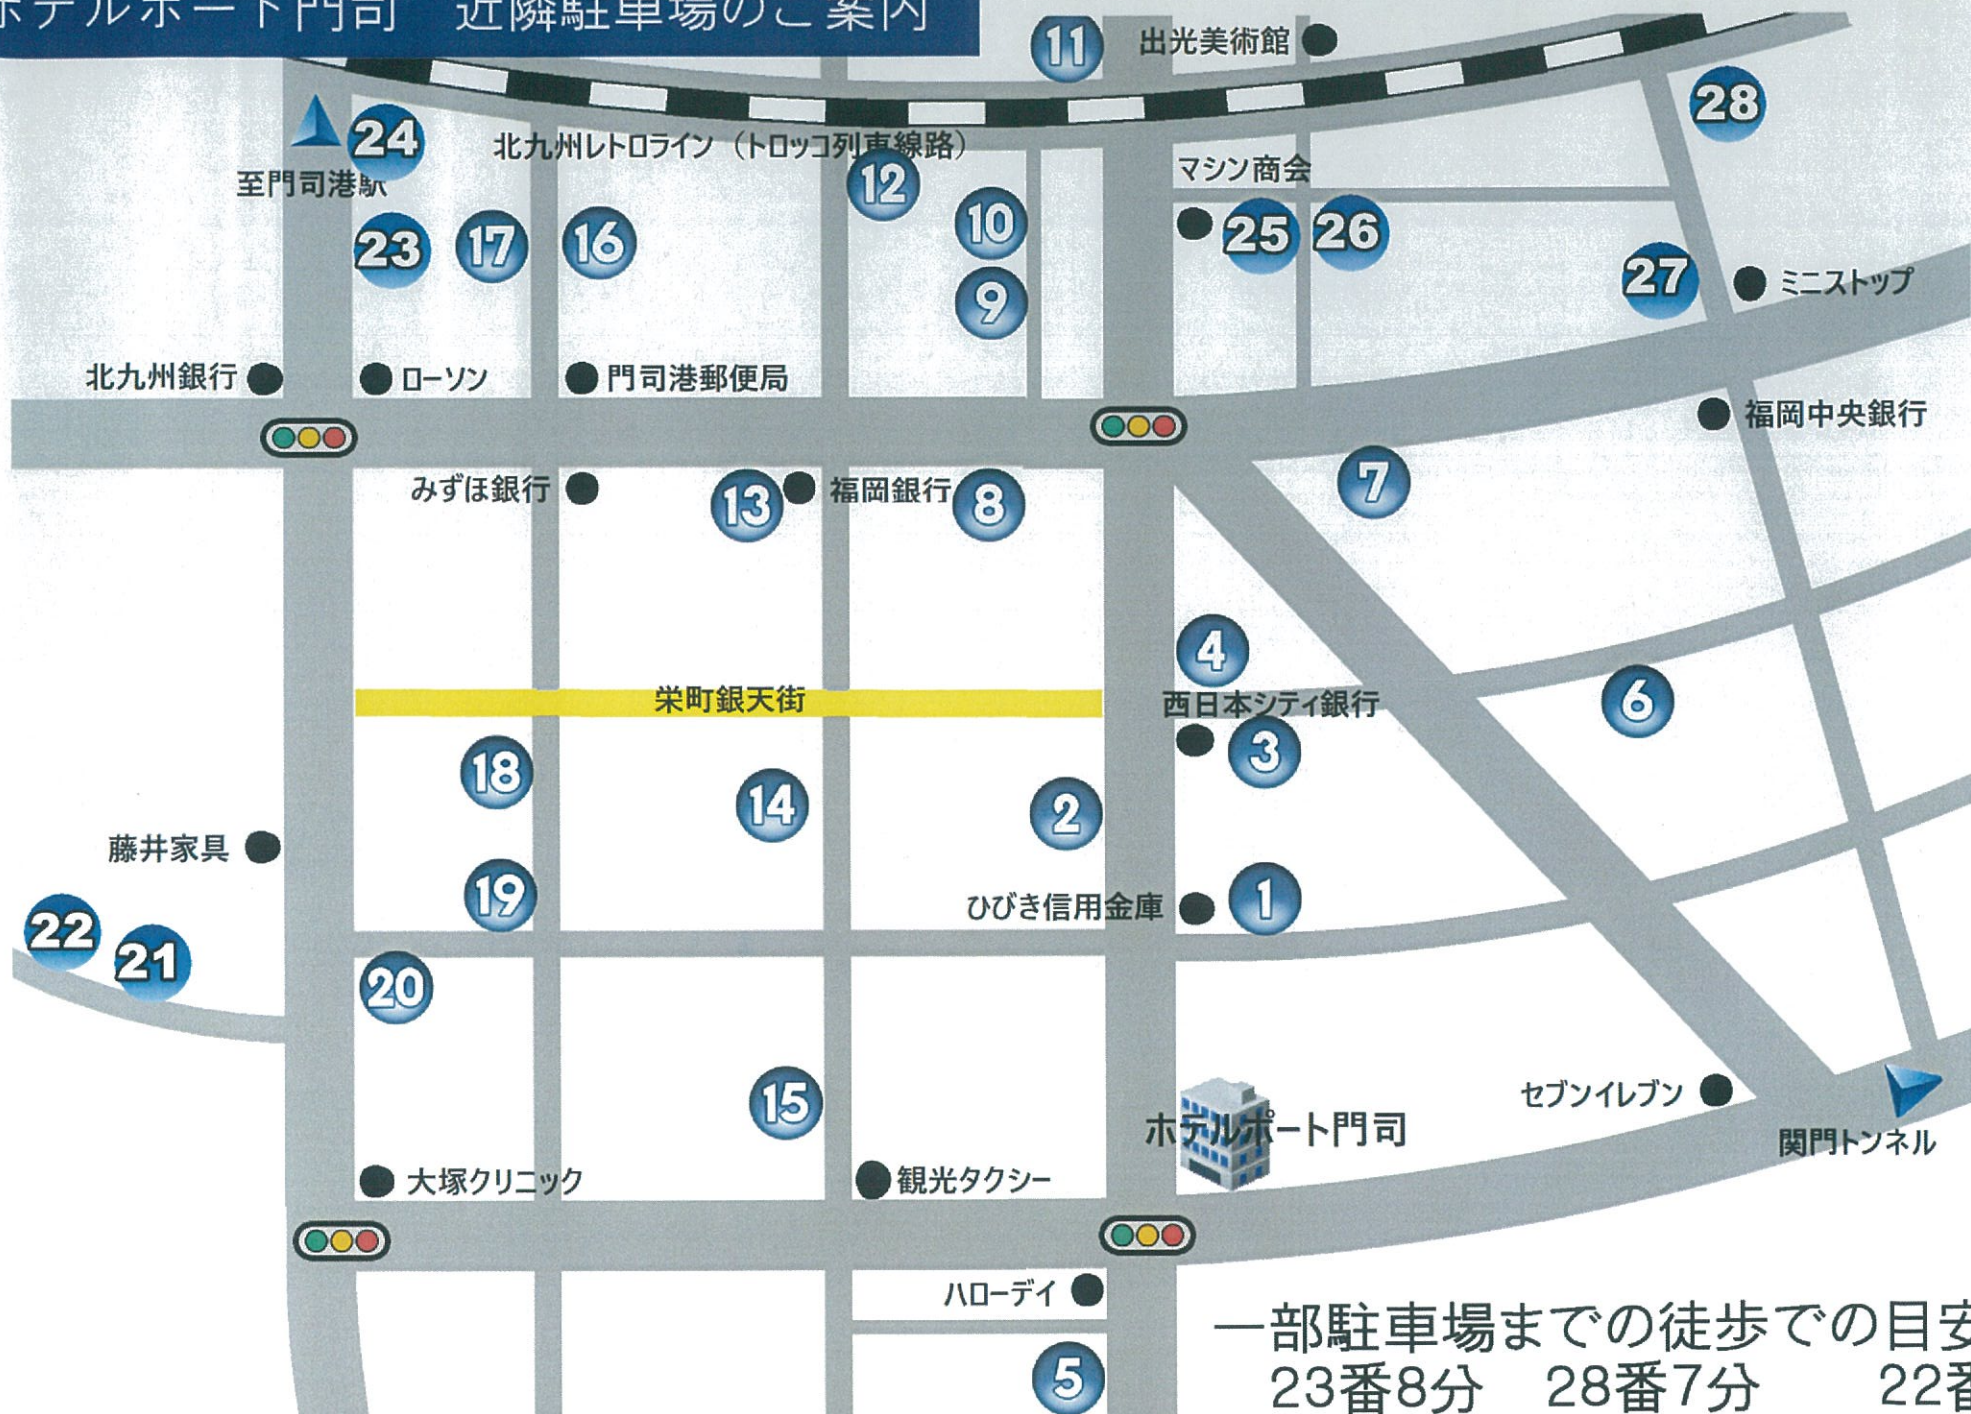 ホテルポート門司 近隣駐車場のご案内
11
出光美術館
28
24
北九州レトロライン（トロッコ列車線路）
至門司港駅
12
マシン商会
10
23
17
16
25
26
9
27
ミニストップ
北九州銀行
ローソン
門司港郵便局
福岡中央銀行
みずほ銀行
13
福岡銀行
8
7
4
栄町銀天街
西日本シティ銀行
6
18
14
2
3
藤井家具
19
ひびき信用金庫
1
22
21
20
15
ホテルポート門司
セブンイレブン
関門トンネル
大塚クリニック
観光タクシー
ハローデイ
5
一部駐車場までの徒歩での目安
23番8分 28番7分 22番